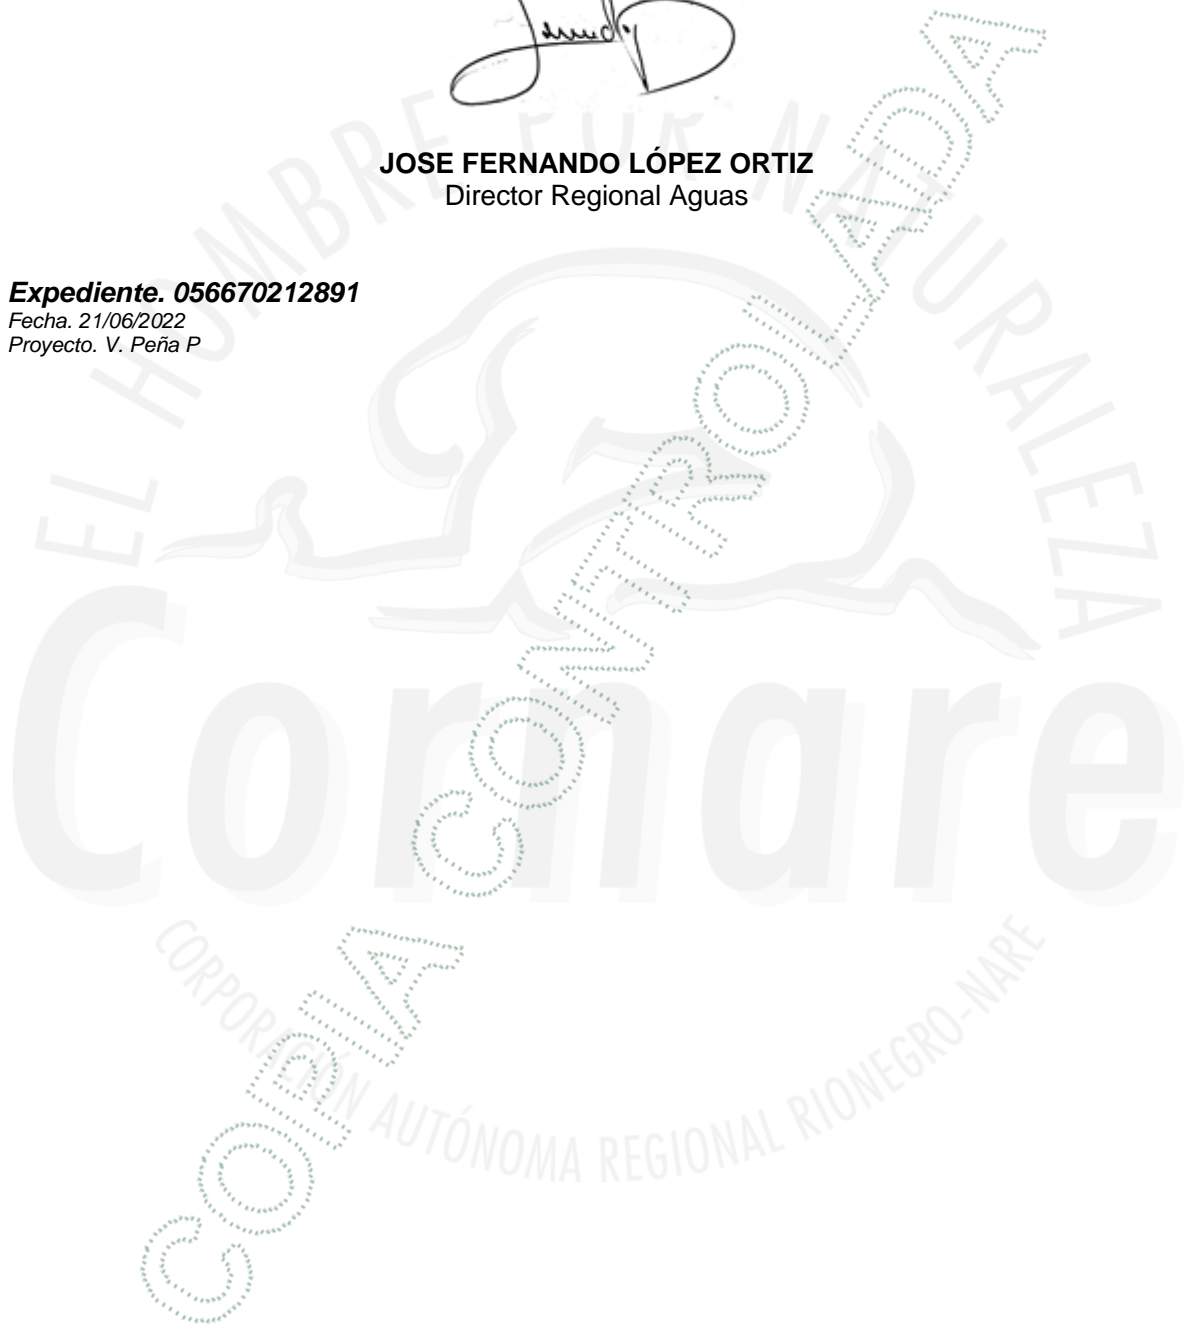 JOSE FERNANDO LÓPEZ ORTIZ
Director Regional Aguas
Expediente. 056670212891
Fecha. 21/06/2022
Proyecto. V. Peña P
EL HOMBRE POR NATURALEZA
Cornare
CORPORACIÓN AUTÓNOMA REGIONAL RIONEGRO-NARE
COPIA CONTROLADA